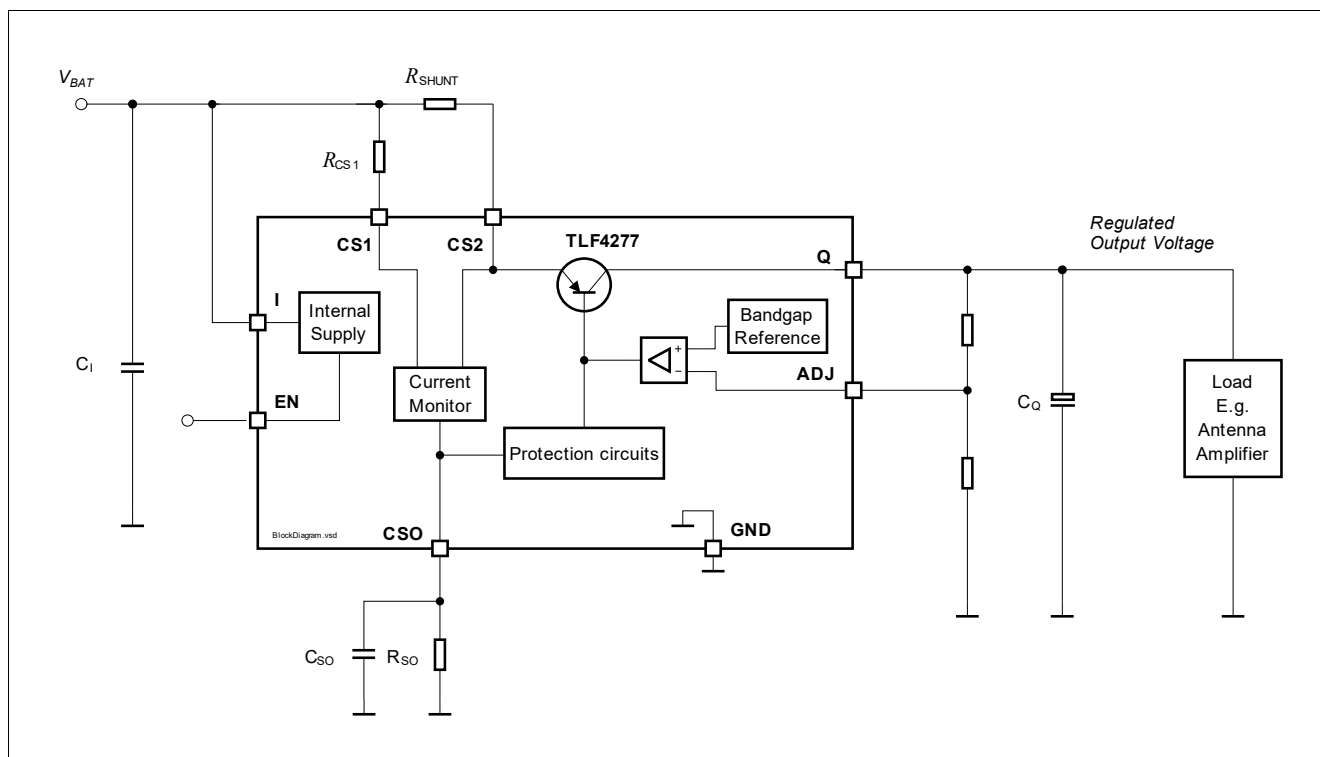 V_BAT
R_SHUNT
R_CS1
CS1
CS2
TLF4277
Q
Regulated
Output Voltage
I
Internal
Supply
Bandgap
Reference
+
−
ADJ
C_I
Current
Monitor
EN
C_Q
Load
E.g.
Antenna
Amplifier
Protection circuits
BlockDiagram.vsd
CSO
GND
C_SO
R_SO